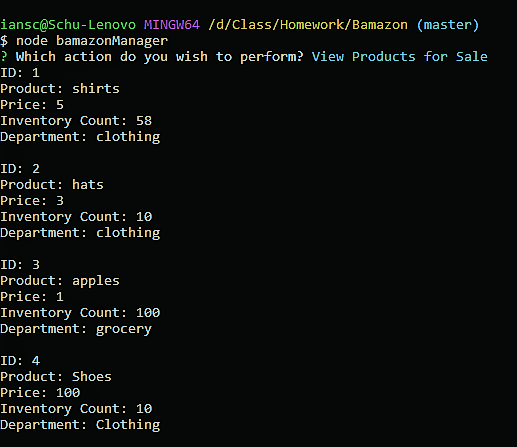 iansc@Schu-Lenovo MINGW64 /d/Class/Homework/Bamazon (master)
$ node bamazonManager
? Which action do you wish to perform? View Products for Sale
ID: 1
Product: shirts
Price: 5
Inventory Count: 58
Department: clothing
ID: 2
Product: hats
Price: 3
Inventory Count: 10
Department: clothing
ID: 3
Product: apples
Price: 1
Inventory Count: 100
Department: grocery
ID: 4
Product: Shoes
Price: 100
Inventory Count: 10
Department: Clothing